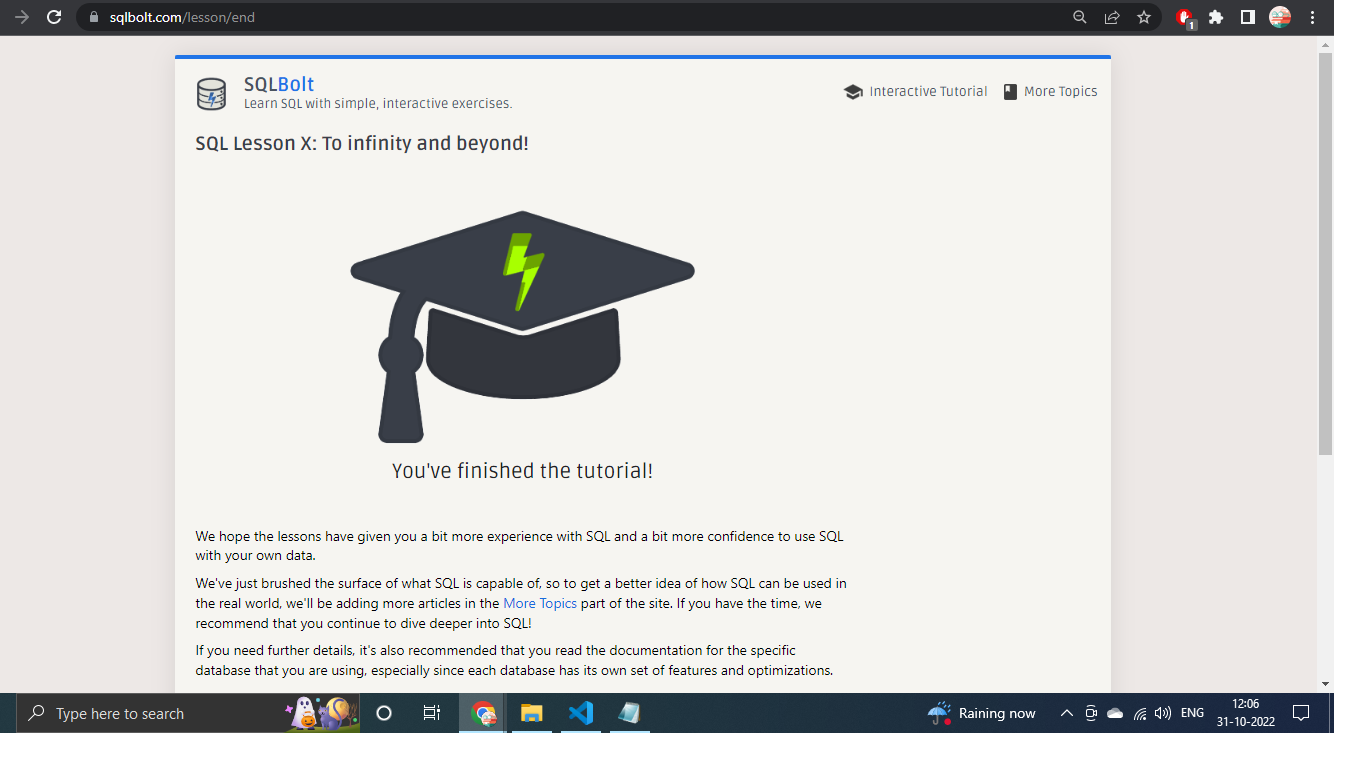 sqlbolt.com/lesson/end
1
SQLBolt
Learn SQL with simple, interactive exercises.
Interactive Tutorial
More Topics
SQL Lesson X: To infinity and beyond!
You've finished the tutorial!
We hope the lessons have given you a bit more experience with SQL and a bit more confidence to use SQL
with your own data.
We've just brushed the surface of what SQL is capable of, so to get a better idea of how SQL can be used in
the real world, we'll be adding more articles in the More Topics part of the site. If you have the time, we
recommend that you continue to dive deeper into SQL!
If you need further details, it's also recommended that you read the documentation for the specific
database that you are using, especially since each database has its own set of features and optimizations.
Type here to search
Raining now
ENG
12:06
31-10-2022